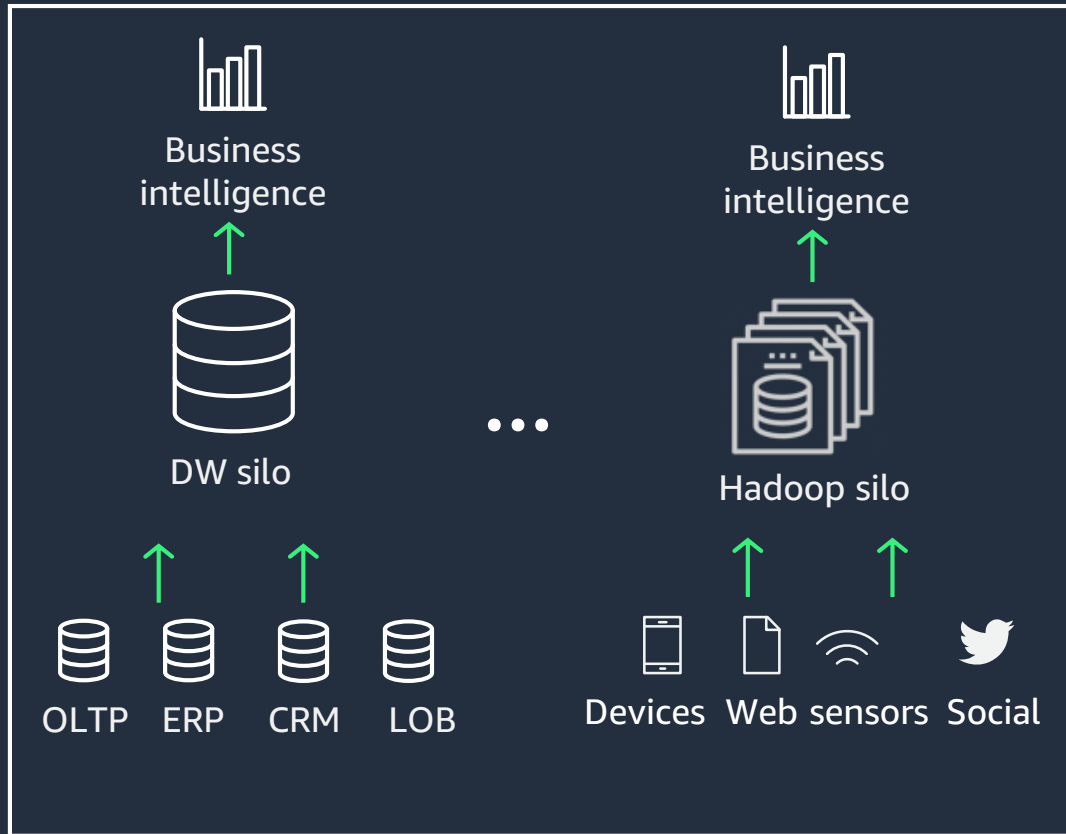 Business
intelligence
Business
intelligence
...
DW silo
Hadoop silo
OLTP ERP CRM LOB
Devices Web sensors Social